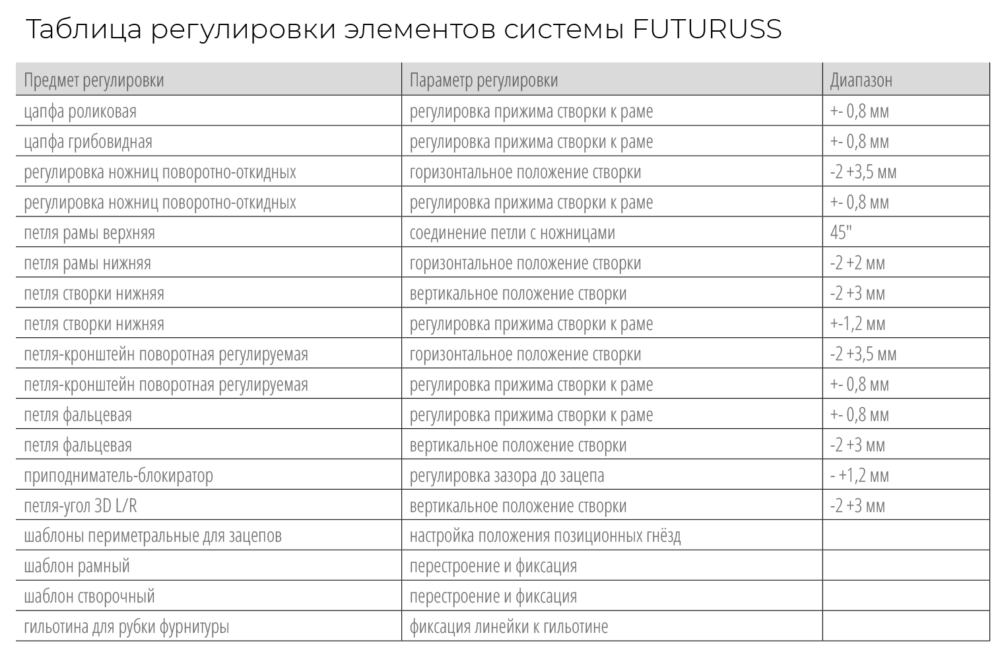 Таблица регулировки элементов системы FUTURUSS
Предмет регулировки Параметр регулировки Диапазон
цапфа роликовая регулировка прижима створки к раме +- 0,8 мм
цапфа грибовидная регулировка прижима створки к раме +- 0,8 мм
регулировка ножниц поворотно-откидных горизонтальное положение створки -2 +3,5 мм
регулировка ножниц поворотно-откидных регулировка прижима створки к раме +- 0,8 мм
петля рамы верхняя соединение петли с ножницами 45"
петля рамы нижняя горизонтальное положение створки -2 +2 мм
петля створки нижняя вертикальное положение створки -2 +3 мм
петля створки нижняя регулировка прижима створки к раме +-1,2 мм
петля-кронштейн поворотная регулируемая горизонтальное положение створки -2 +3,5 мм
петля-кронштейн поворотная регулируемая регулировка прижима створки к раме +- 0,8 мм
петля фальцевая регулировка прижима створки к раме +- 0,8 мм
петля фальцевая вертикальное положение створки -2 +3 мм
приподниматель-блокиратор регулировка зазора до зацепа - +1,2 мм
петля-угол 3D L/R вертикальное положение створки -2 +3 мм
шаблоны периметральные для зацепов настройка положения позиционных гнёзд
шаблон рамный перестроение и фиксация
шаблон створочный перестроение и фиксация
гильотина для рубки фурнитуры фиксация линейки к гильотине